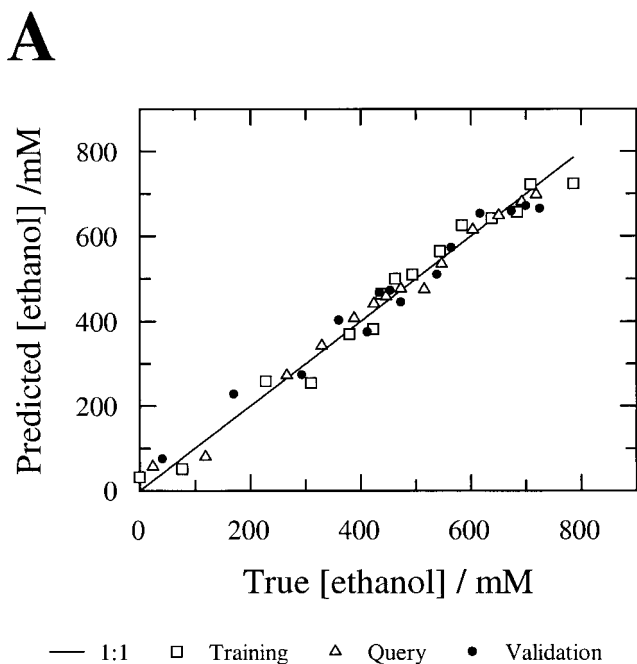 A
Predicted [ethanol] /mM
800
600
400
200
0
0 200 400 600 800
True [ethanol] / mM
1:1 Training Query Validation